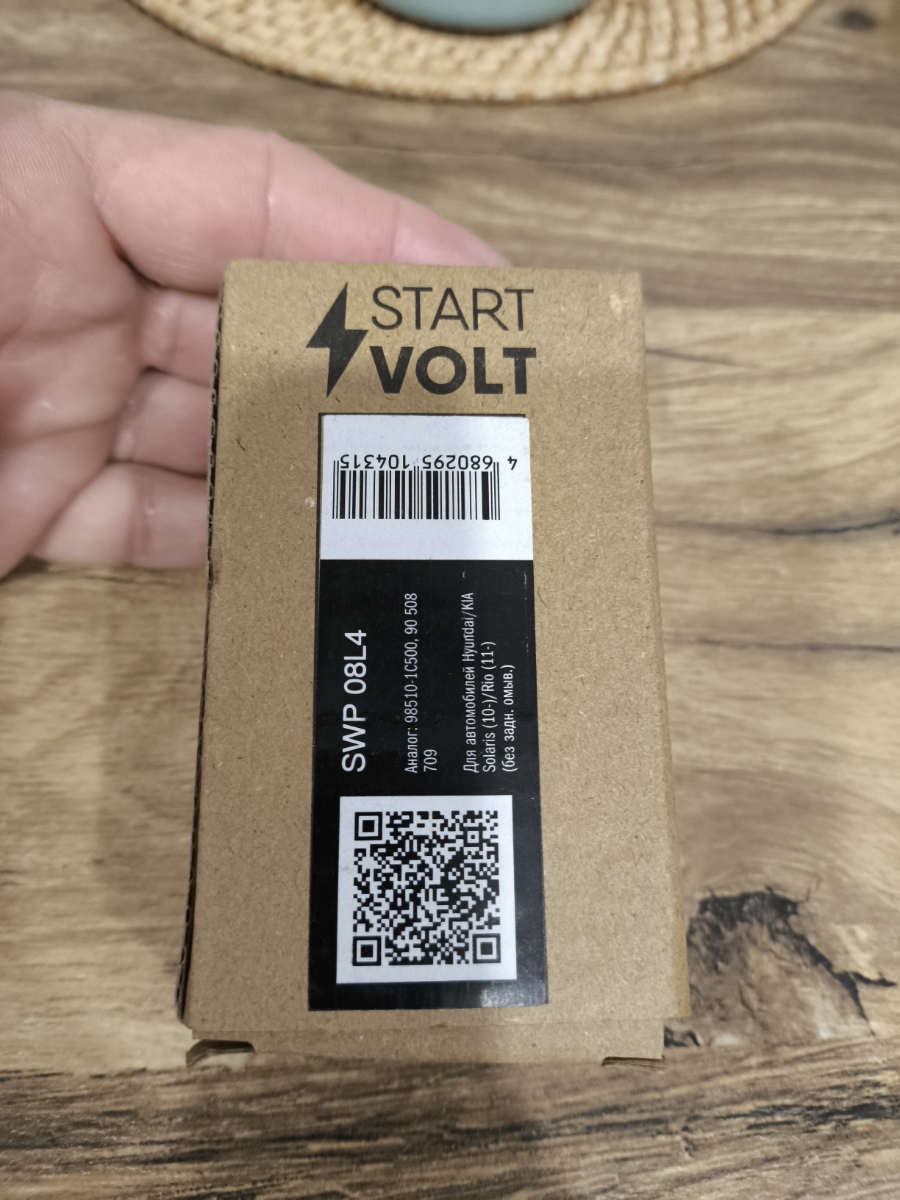 START
VOLT
4 680295 104315
SWP 08L4
Аналог: 98510-1C500, 90 508
709
Для автомобилей Hyundai/KIA
Solaris (10-)/Rio (11-)
(без задн. омыв.)